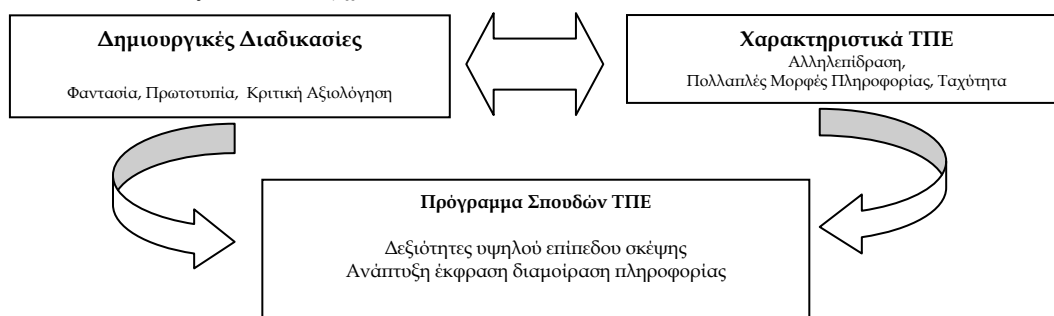 Δημιουργικές Διαδικασίες
Φαντασία, Πρωτοτυπία, Κριτική Αξιολόγηση
Χαρακτηριστικά ΤΠΕ
Αλληλεπίδραση,
Πολλαπλές Μορφές Πληροφορίας, Ταχύτητα
Πρόγραμμα Σπουδών ΤΠΕ
Δεξιότητες υψηλού επίπεδου σκέψης
Ανάπτυξη έκφραση διαμοίραση πληροφορίας